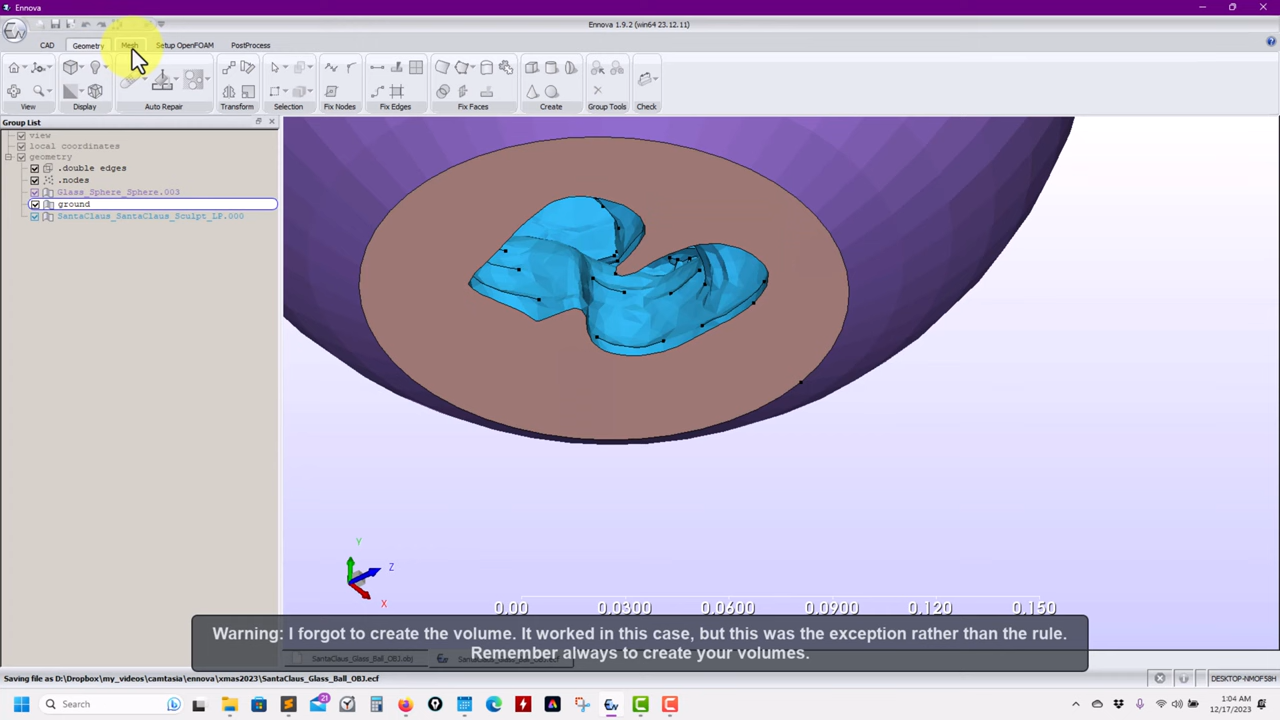 Ennova
Ennova 1.9.2 (win64 23.12.11)
CAD Geometry Mesh Setup OpenFOAM PostProcess
View Display Auto Repair Transform Selection Fix Nodes Fix Edges Fix Faces Create Group Tools Check
Group List
view
local coordinates
geometry
.double edges
.nodes
Glass_Sphere_Sphere.003
ground
SantaClaus_SantaClaus_Sculpt_LP.000
Y
Z
X
0.00 0.0300 0.0600 0.0900 0.120 0.150
Warning: I forgot to create the volume. It worked in this case, but this was the exception rather than the rule.
Remember always to create your volumes.
SantaClaus_Glass_Ball_OBJ.obj
Saving file as D:\Dropbox\my_videos\camtasia\ennova\xmas2023\SantaClaus_Glass_Ball_OBJ.ecf
DESKTOP-NMOF58H
Search
21
:04 AM
12/17/2023